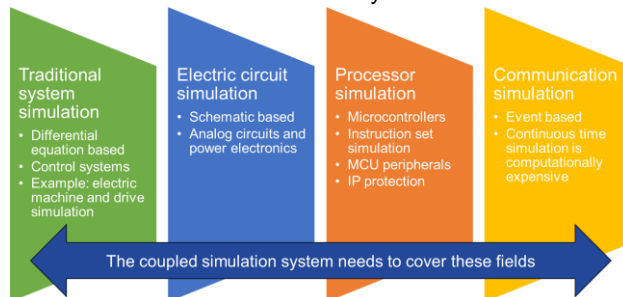 Traditional
system
simulation
• Differential
equation based
• Control systems
• Example: electric
machine and drive
simulation
Electric circuit
simulation
• Schematic based
• Analog circuits and
power electronics
Processor
simulation
• Microcontrollers
• Instruction set
simulation
• MCU peripherals
• IP protection
Communication
simulation
• Event based
• Continuous time
simulation is
computationally
expensive
The coupled simulation system needs to cover these fields